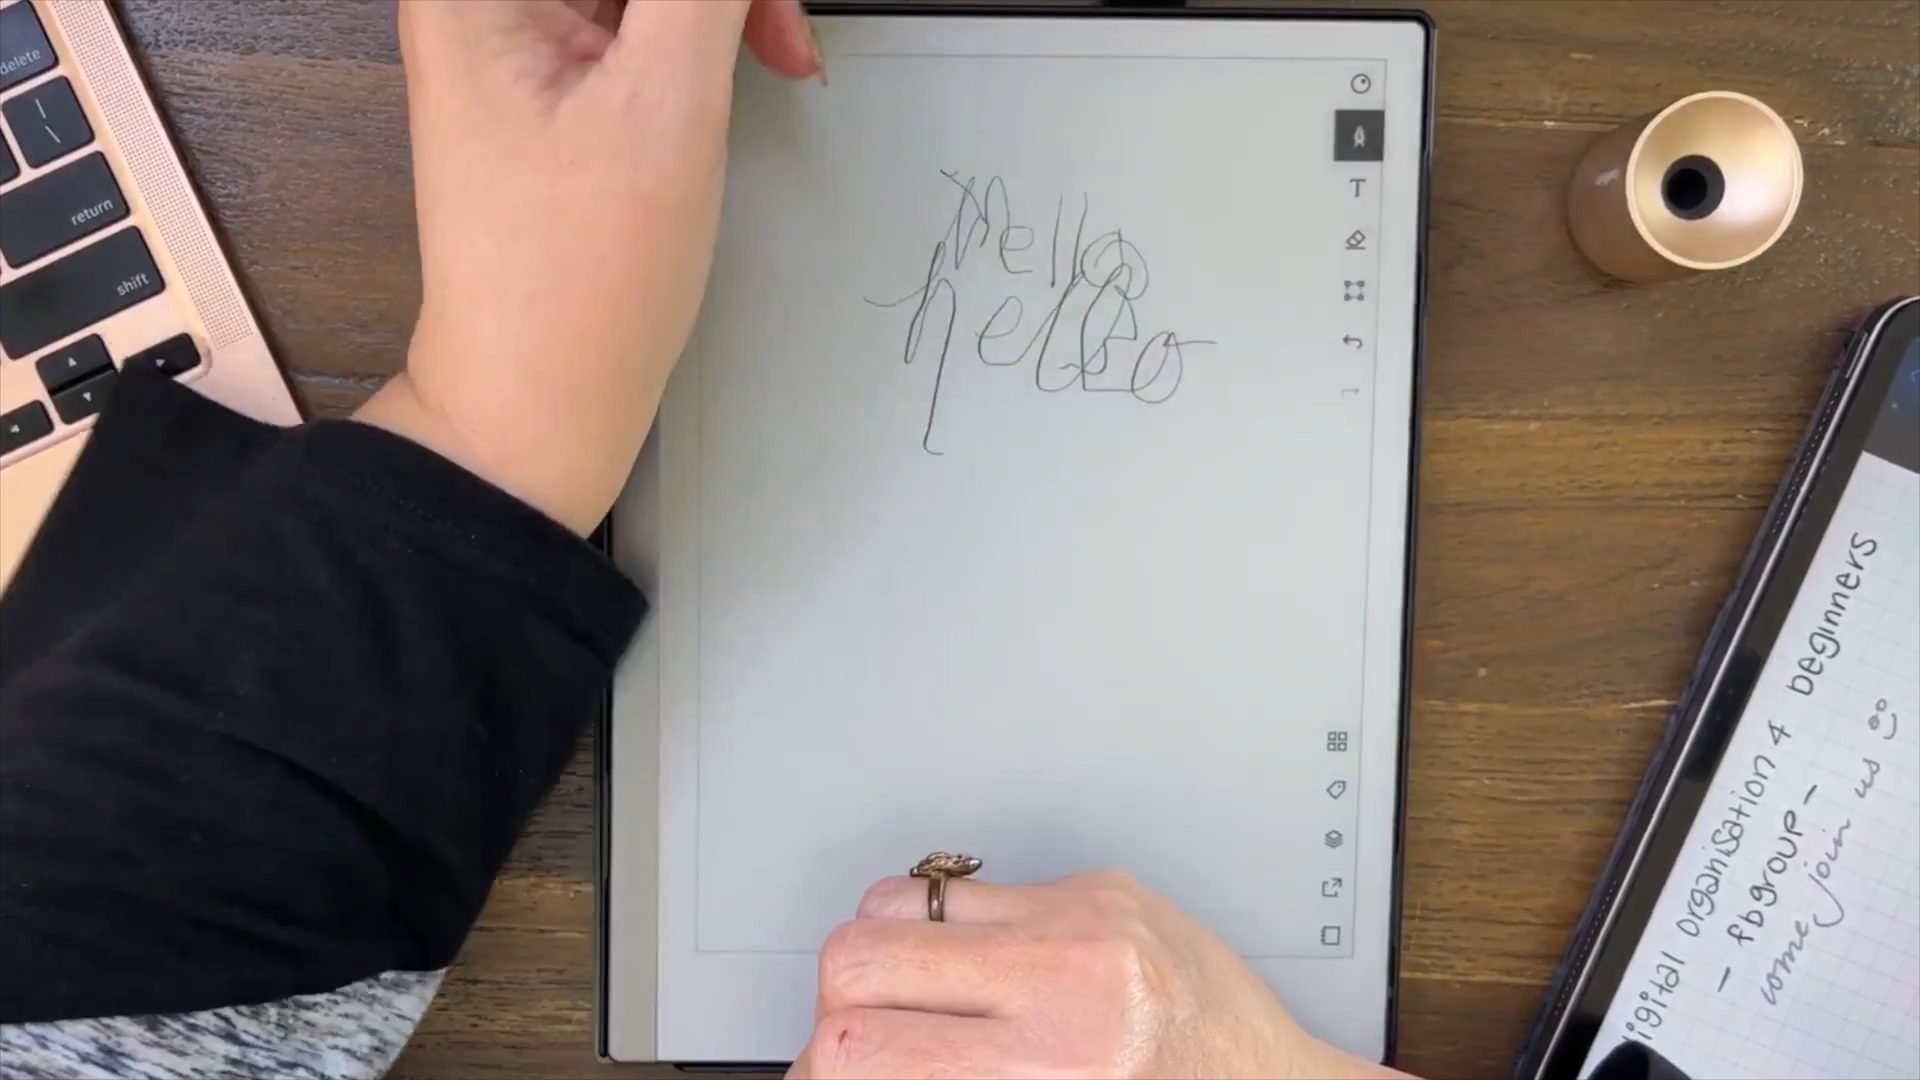 delete
return
shift
Hello
hello
T
igital organisation 4 beginners
- fbgroup -
come join us